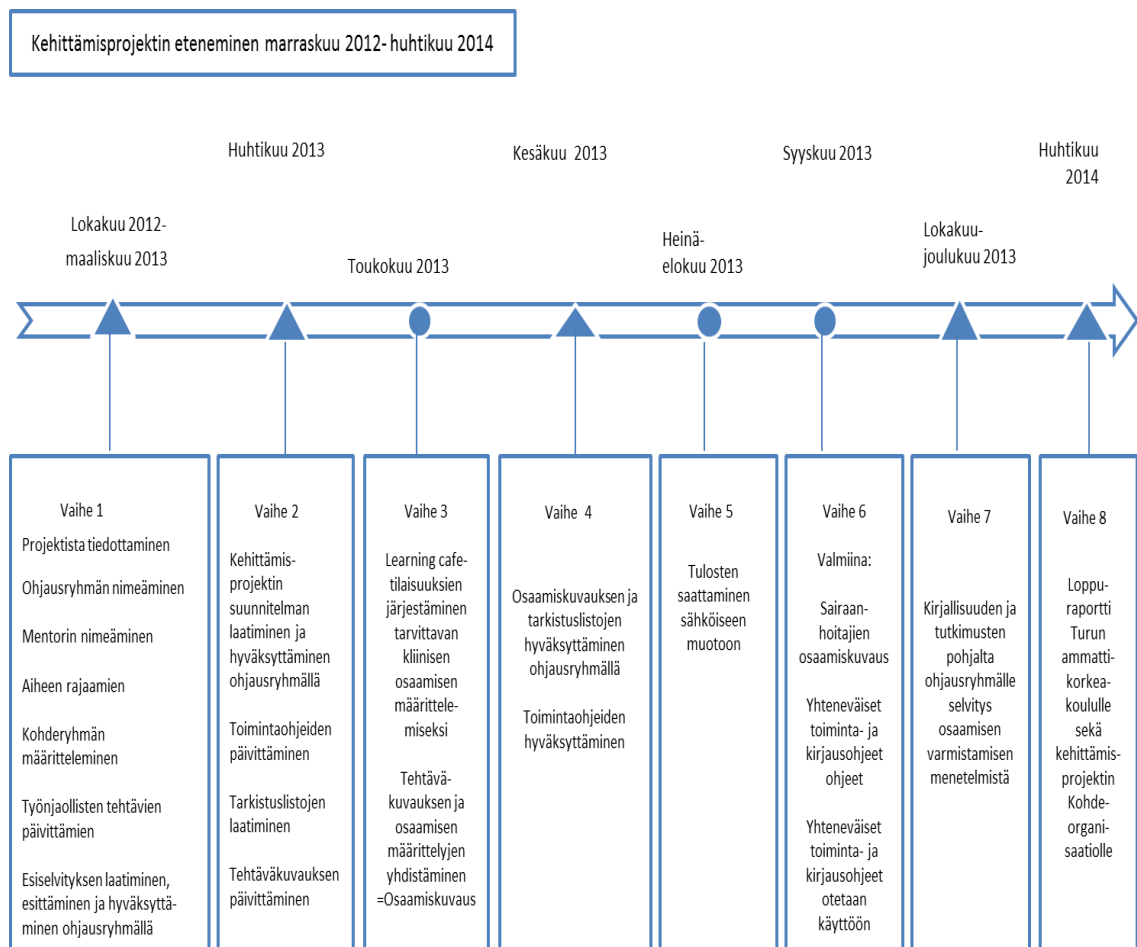 Kehittämisprojektin eteneminen marraskuu 2012- huhtikuu 2014
Lokakuu 2012-
maaliskuu 2013
Huhtikuu 2013
Toukokuu 2013
Kesäkuu 2013
Heinä-
elokuu 2013
Syyskuu 2013
Lokakuu-
joulukuu 2013
Huhtikuu
2014
Vaihe 1
Projektista tiedottaminen
Ohjausryhmän nimeäminen
Mentorin nimeäminen
Aiheen rajaamien
Kohderyhmän
määritteleminen
Työnjaollisten tehtävien
päivittämien
Esiselvityksen laatiminen,
esittäminen ja hyväksyttä-
minen ohjausryhmällä
Vaihe 2
Kehittämis-
projektin
suunnitelman
laatiminen ja
hyväksyttäminen
ohjausryhmällä
Toimintaohjeiden
päivittäminen
Tarkistuslistojen
laatiminen
Tehtäväkuvauksen
päivittäminen
Vaihe 3
Learning cafe-
tilaisuuksien
järjestäminen
tarvittavan
kliinisen
osaamisen
määrittele-
miseksi
Tehtävä-
kuvauksen ja
osaamisen
määrittelyjen
yhdistäminen
=Osaamiskuvaus
Vaihe 4
Osaamiskuvauksen ja
tarkistuslistojen
hyväksyttäminen
ohjausryhmällä
Toimintaohjeiden
hyväksyttäminen
Vaihe 5
Tulosten
saattaminen
sähköiseen
muotoon
Vaihe 6
Valmiina:
Sairaan-
hoitajien
osaamiskuvaus
Yhteneväiset
toiminta- ja
kirjausohjeet
ohjeet
Yhteneväiset
toiminta- ja
kirjausohjeet
otetaan
käyttöön
Vaihe 7
Kirjallisuuden ja
tutkimusten
pohjalta
ohjausryhmälle
selvitys
osaamisen
varmistamisen
menetelmistä
Vaihe 8
Loppu-
raportti
Turun
ammatti-
korkea-
koululle
sekä
kehittämis-
projektin
Kohde-
organi-
saatiolle